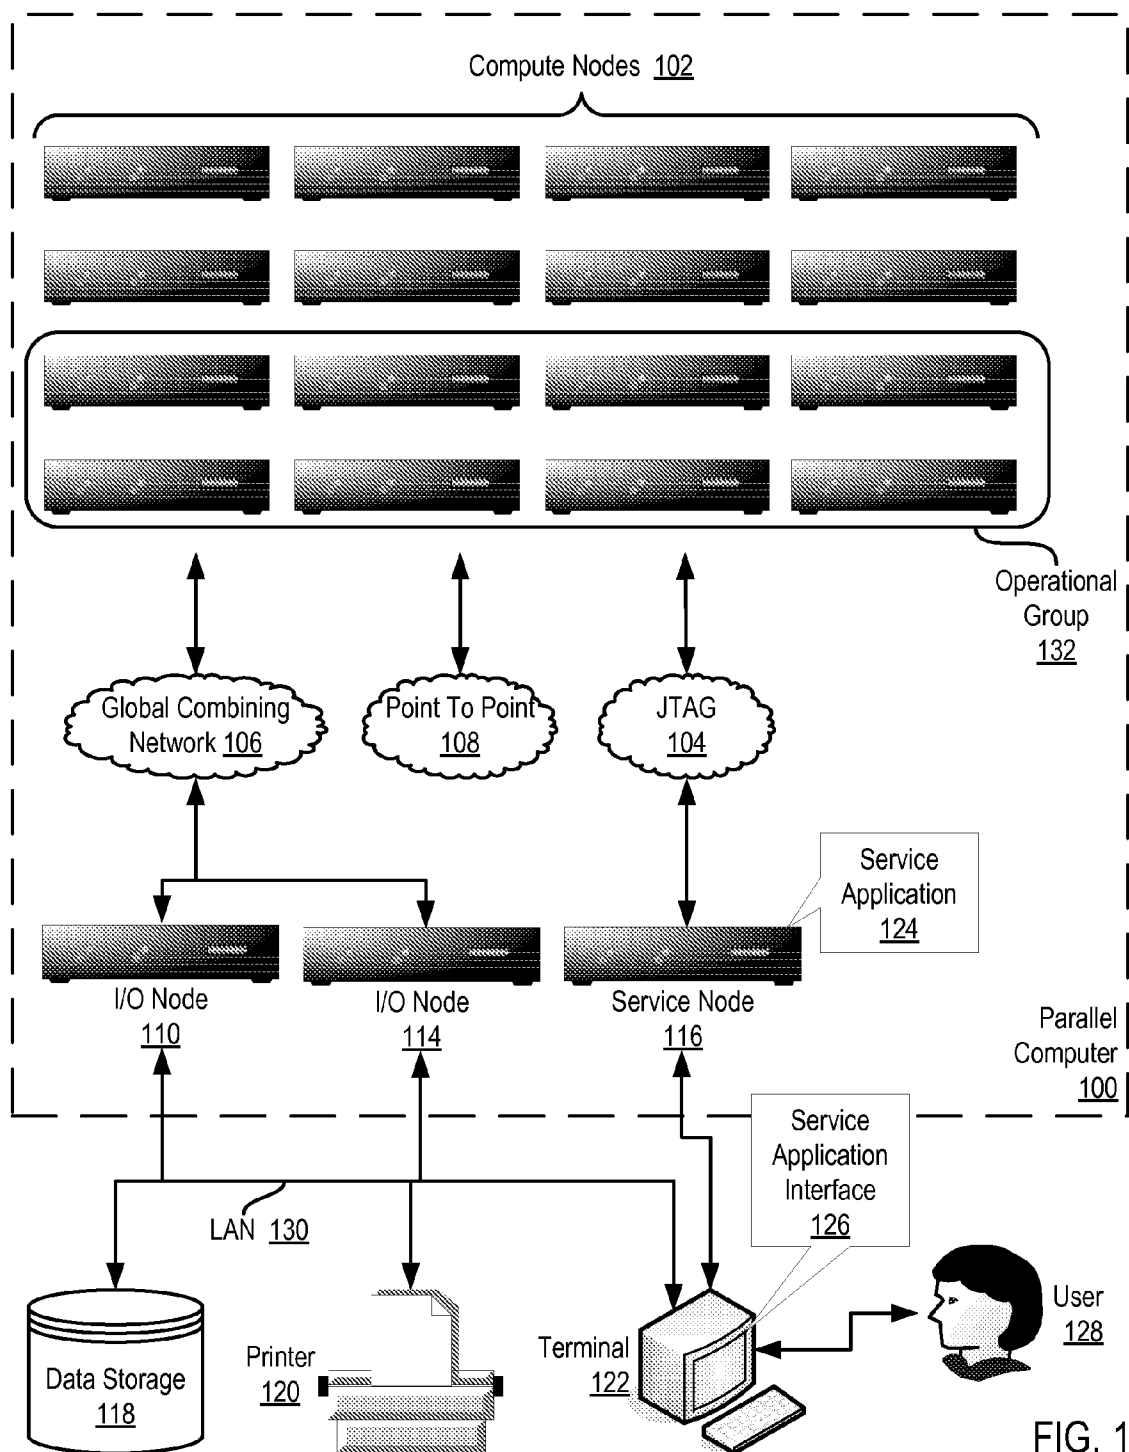 Compute Nodes 102
Operational
Group
132
Global Combining
Network 106
Point To Point
108
JTAG
104
Service
Application
124
I/O Node
110
I/O Node
114
Service Node
116
Parallel
Computer
100
Service
Application
Interface
126
LAN 130
Data Storage
118
Printer
120
Terminal
122
User
128
FIG. 1